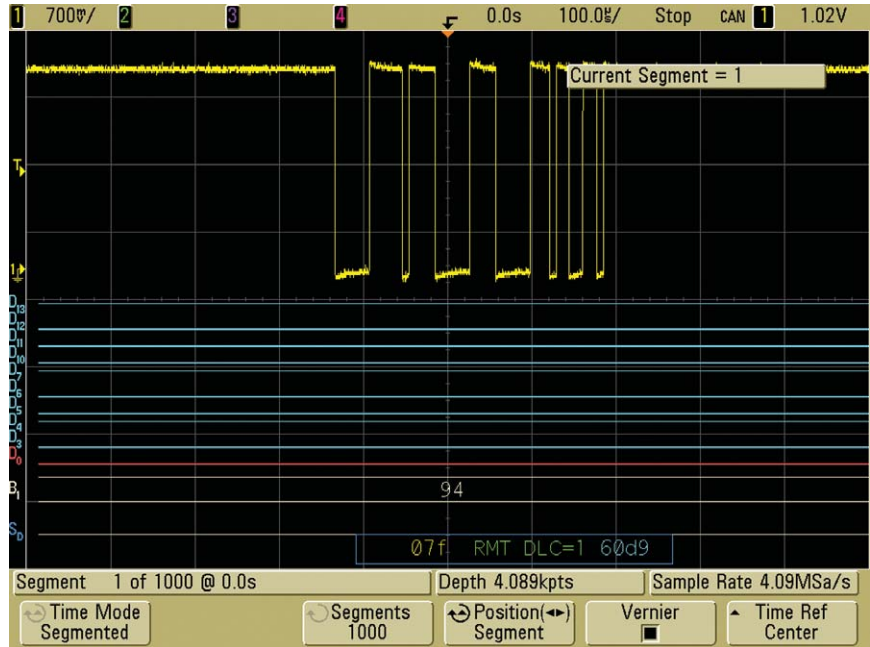 1 700m/ 2 3 4 0.0s 100.0µ/ Stop CAN 1 1.02V
Current Segment = 1
T
1
D13
D12
D11
D10
D7
D6
D5
D4
D3
D0
B1 94
SD 07f RMT DLC=1 60d9
Segment 1 of 1000 @ 0.0s Depth 4.089kpts Sample Rate 4.09MSa/s
Time Mode Segments Position(◄►) Vernier Time Ref
Segmented 1000 Segment Center